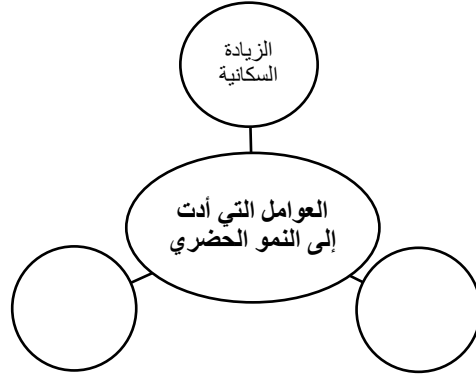 الزيادة
السكانية
العوامل التي أدت
إلى النمو الحضري